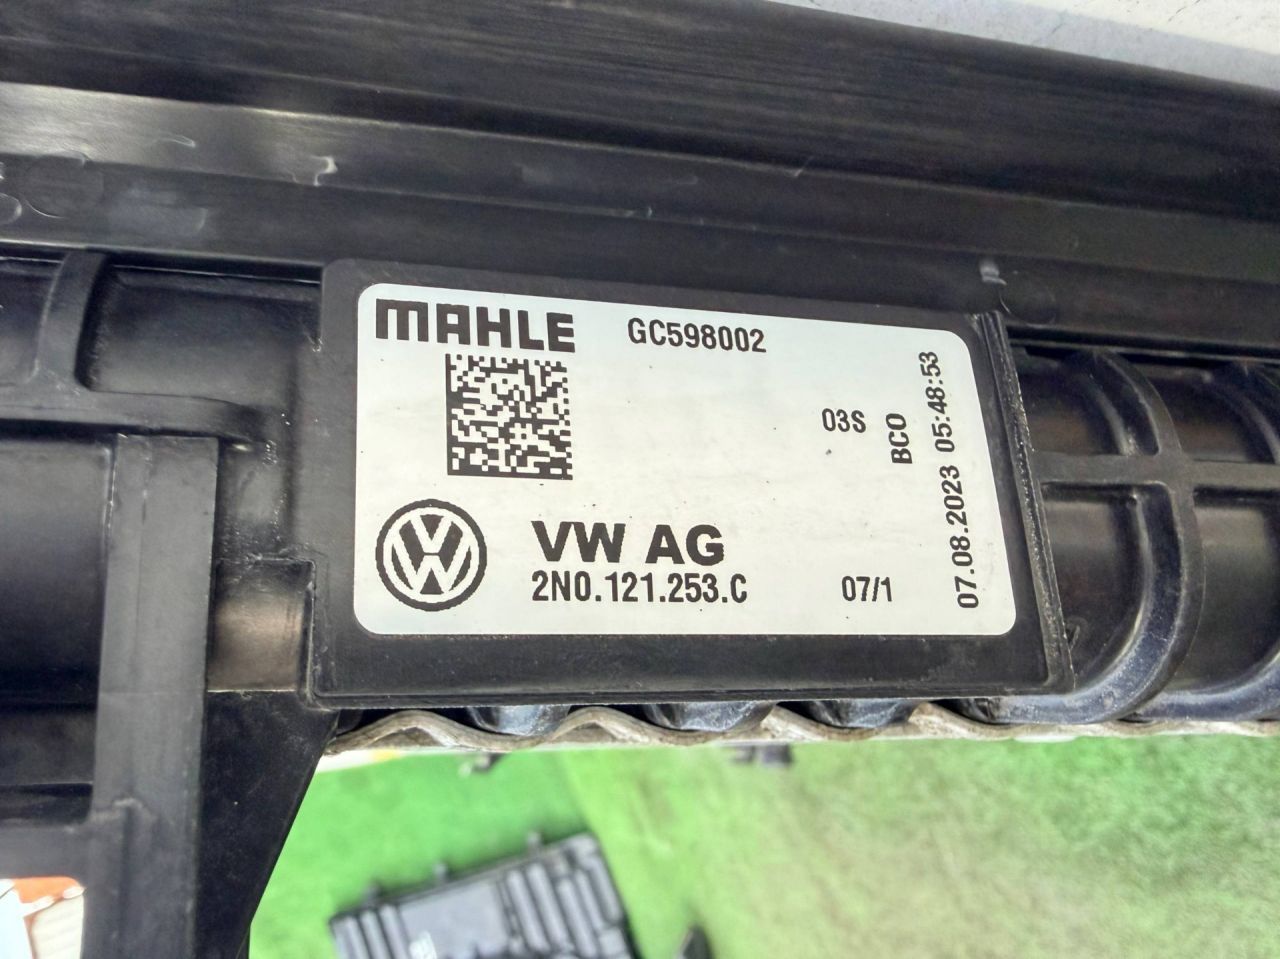 MAHLE
GC598002
03S
BCO
07.08.2023 05:48:53
VW AG
2N0.121.253.C
07/1